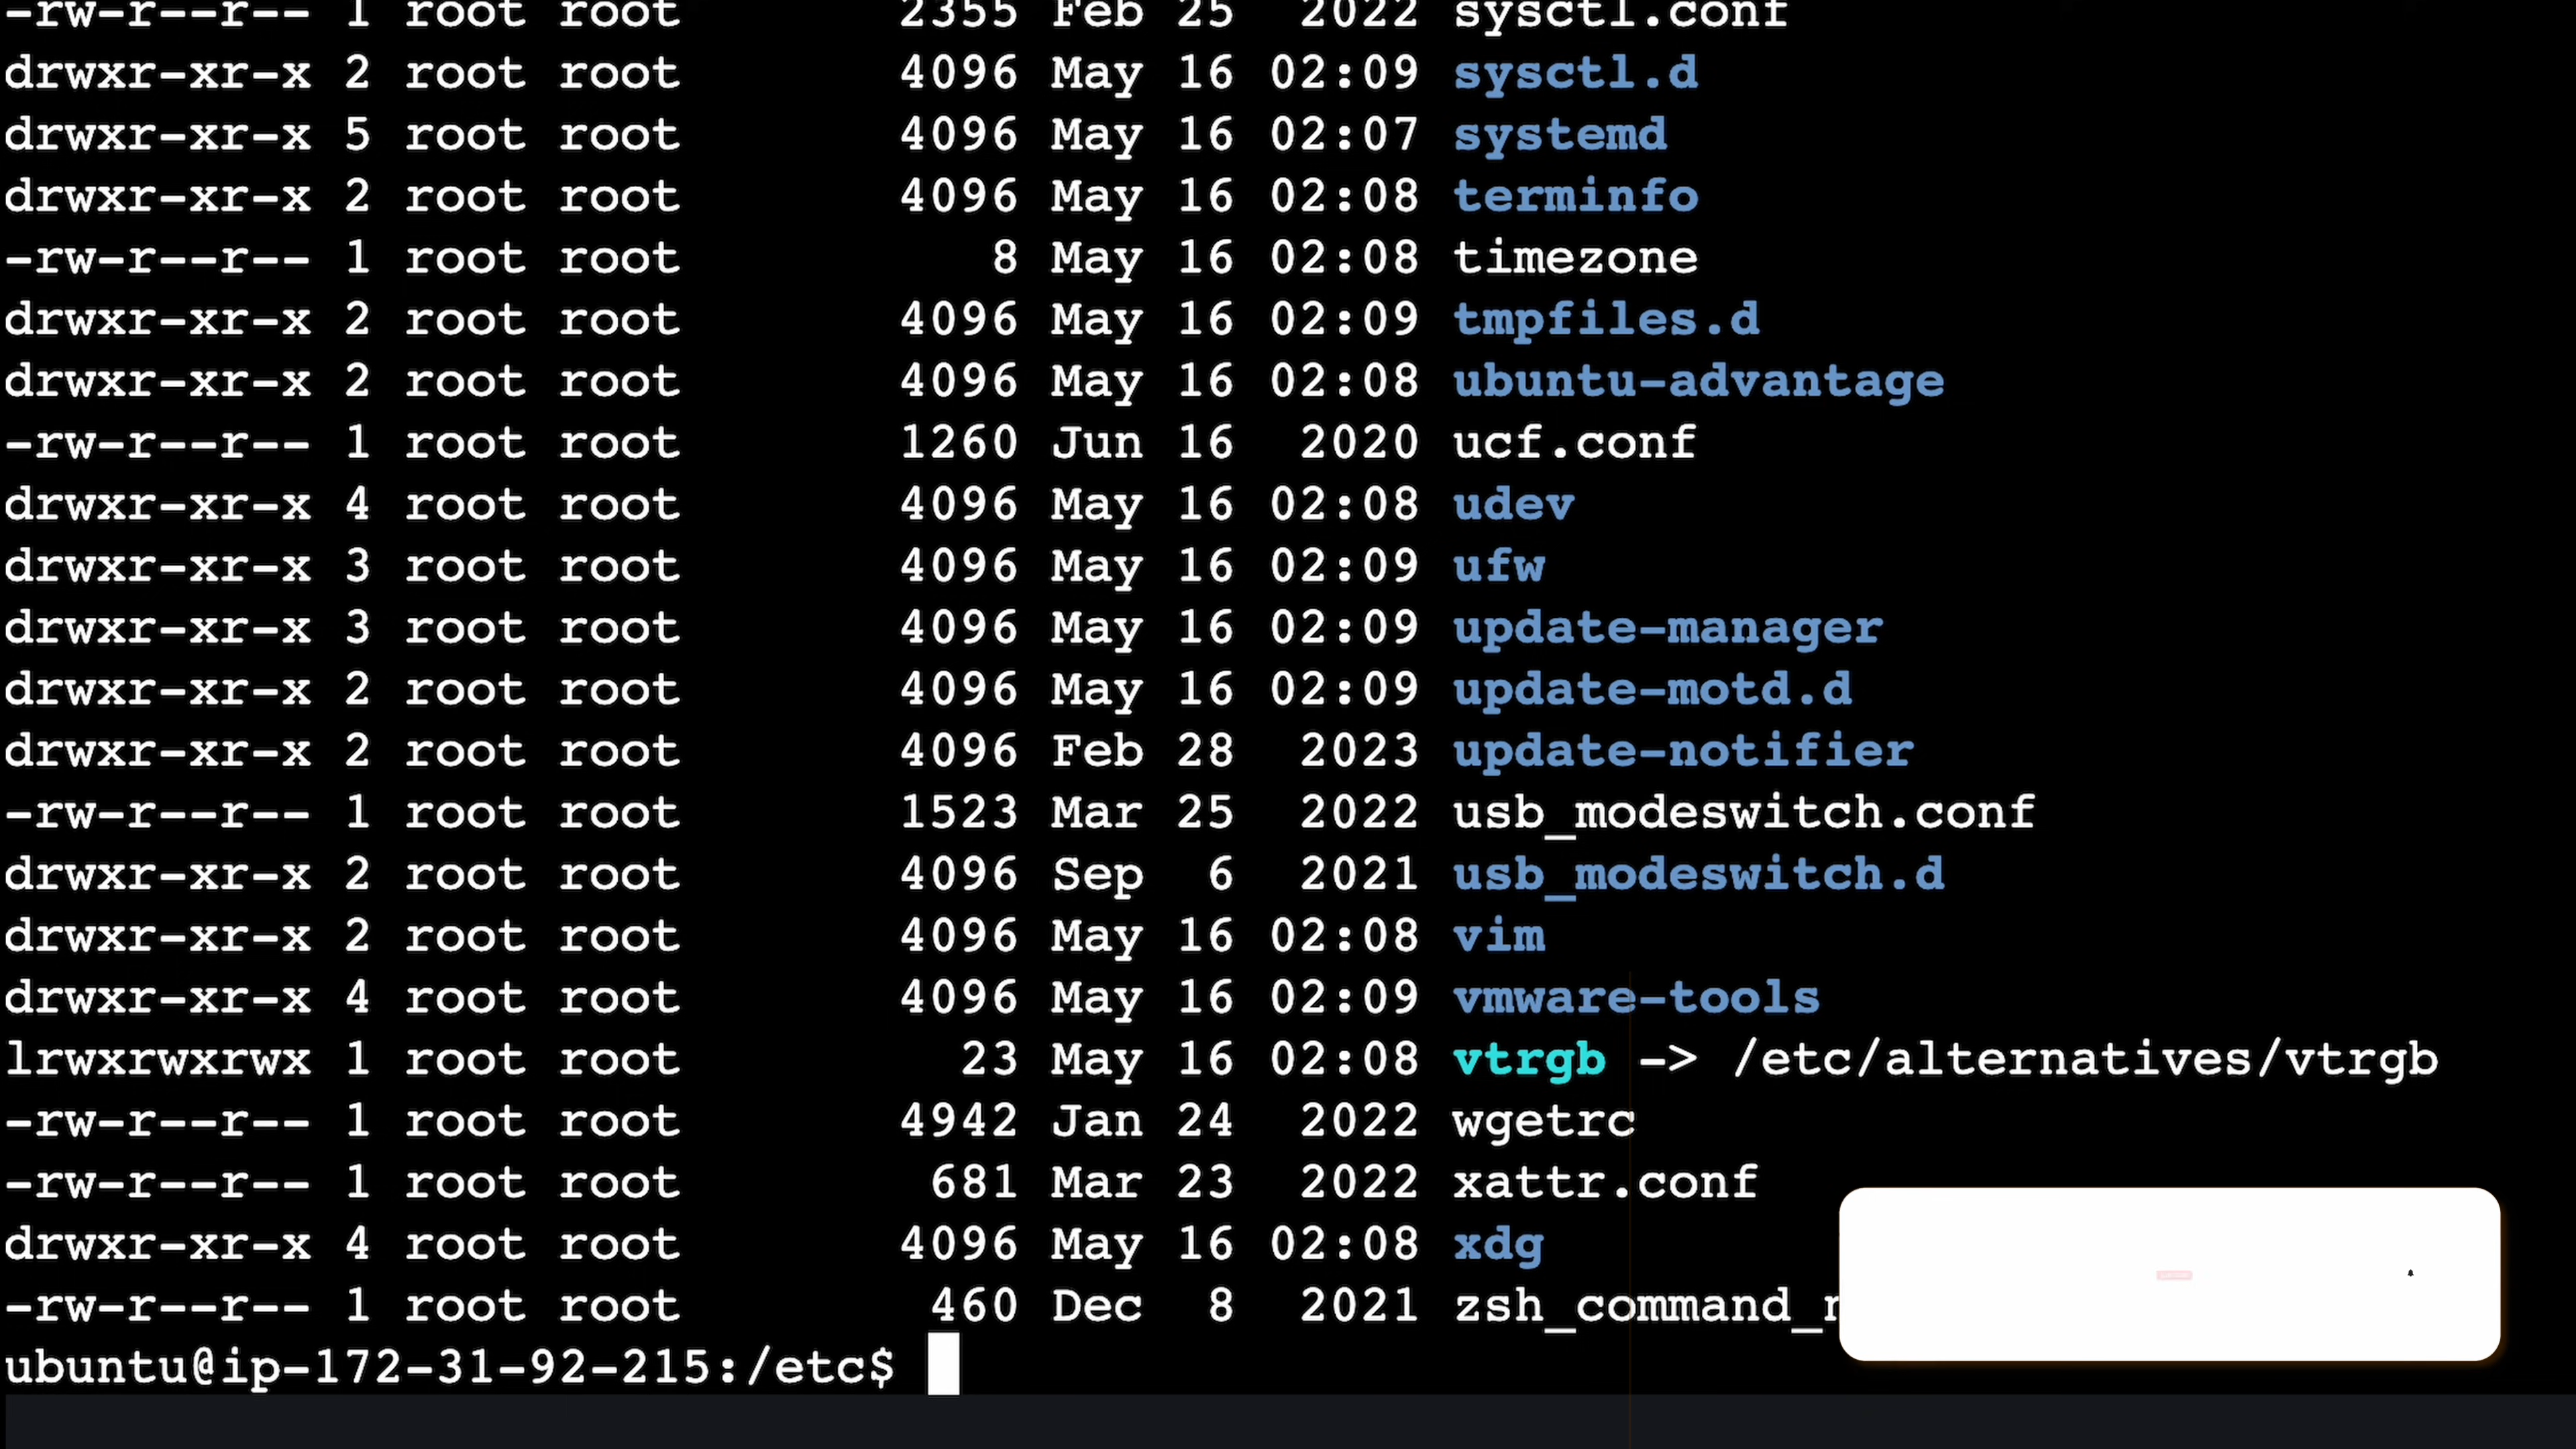 -rw-r--r-- 1 root root 2355 Feb 25 2022 sysctl.conf
drwxr-xr-x 2 root root 4096 May 16 02:09 sysctl.d
drwxr-xr-x 5 root root 4096 May 16 02:07 systemd
drwxr-xr-x 2 root root 4096 May 16 02:08 terminfo
-rw-r--r-- 1 root root 8 May 16 02:08 timezone
drwxr-xr-x 2 root root 4096 May 16 02:09 tmpfiles.d
drwxr-xr-x 2 root root 4096 May 16 02:08 ubuntu-advantage
-rw-r--r-- 1 root root 1260 Jun 16 2020 ucf.conf
drwxr-xr-x 4 root root 4096 May 16 02:08 udev
drwxr-xr-x 3 root root 4096 May 16 02:09 ufw
drwxr-xr-x 3 root root 4096 May 16 02:09 update-manager
drwxr-xr-x 2 root root 4096 May 16 02:09 update-motd.d
drwxr-xr-x 2 root root 4096 Feb 28 2023 update-notifier
-rw-r--r-- 1 root root 1523 Mar 25 2022 usb_modeswitch.conf
drwxr-xr-x 2 root root 4096 Sep 6 2021 usb_modeswitch.d
drwxr-xr-x 2 root root 4096 May 16 02:08 vim
drwxr-xr-x 4 root root 4096 May 16 02:09 vmware-tools
lrwxrwxrwx 1 root root 23 May 16 02:08 vtrgb -> /etc/alternatives/vtrgb
-rw-r--r-- 1 root root 4942 Jan 24 2022 wgetrc
-rw-r--r-- 1 root root 681 Mar 23 2022 xattr.conf
drwxr-xr-x 4 root root 4096 May 16 02:08 xdg
-rw-r--r-- 1 root root 460 Dec 8 2021 zsh_command_
ubuntu@ip-172-31-92-215:/etc$